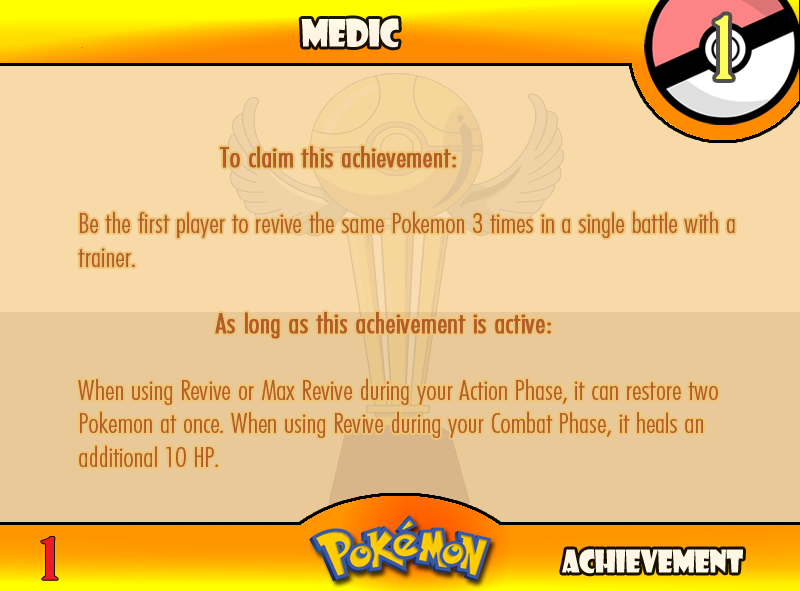 MEDIC
1
To claim this achievement:
Be the first player to revive the same Pokemon 3 times in a single battle with a
trainer.
As long as this acheivement is active:
When using Revive or Max Revive during your Action Phase, it can restore two
Pokemon at once. When using Revive during your Combat Phase, it heals an
additional 10 HP.
1
POKéMON
ACHIEVEMENT